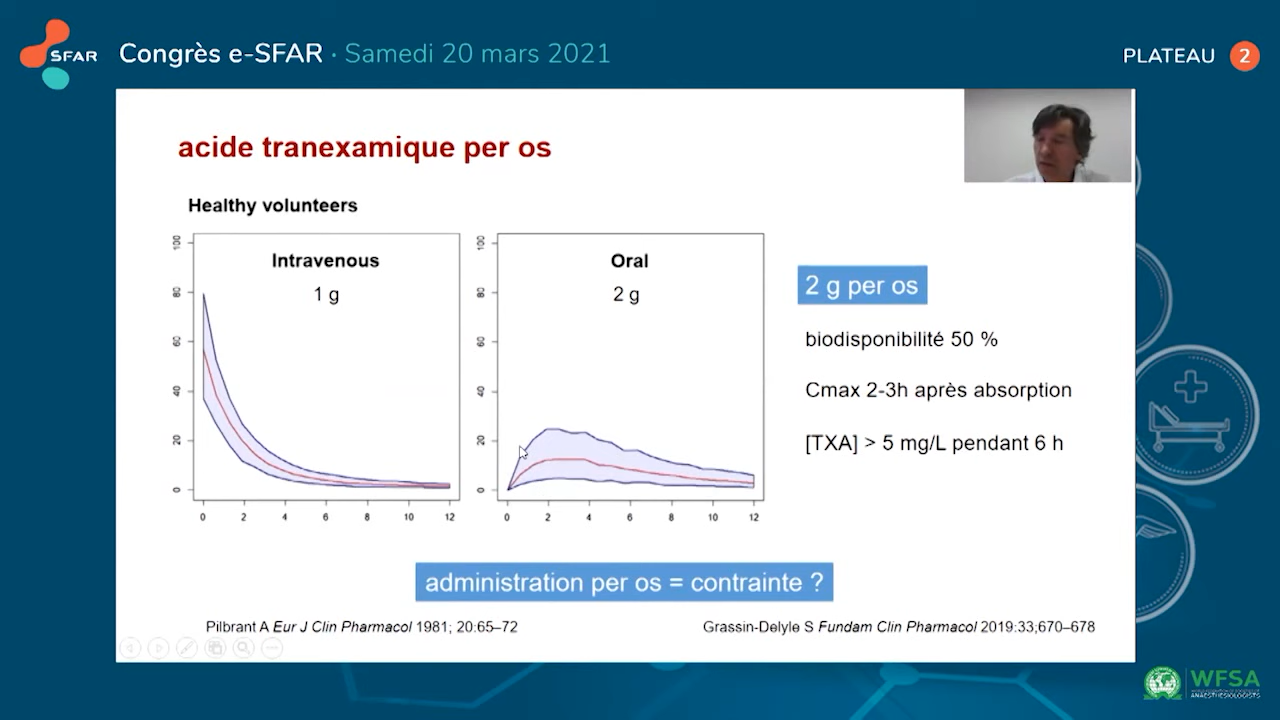 SFAR
Congrès e-SFAR · Samedi 20 mars 2021
PLATEAU 2
acide tranexamique per os
Healthy volunteers
Intravenous
1 g
100
80
60
40
20
0
0 2 4 6 8 10 12
Oral
2 g
100
80
60
40
20
0
0 2 4 6 8 10 12
2 g per os
biodisponibilité 50 %
Cmax 2-3h après absorption
[TXA] > 5 mg/L pendant 6 h
administration per os = contrainte ?
Pilbrant A Eur J Clin Pharmacol 1981; 20:65–72
Grassin-Delyle S Fundam Clin Pharmacol 2019:33;670–678
WFSA
ANAESTHESIOLOGISTS